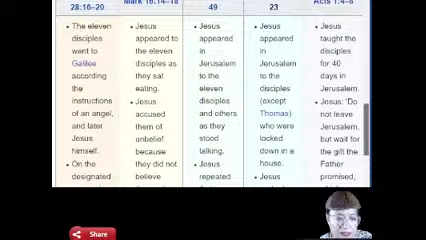 28:16–20
Mark 16:14–18
49
23
Acts 1:4–8
• The eleven
disciples
went to
Galilee
according
the
instructions
of an angel,
and later
Jesus
himself.
• On the
designated
• Jesus
appeared to
the eleven
disciples as
they sat
eating.
• Jesus
accused
them of
unbelief
because
they did not
believe
• Jesus
appeared
in
Jerusalem
to the
eleven
disciples
and others
as they
stood
talking.
• Jesus
repeated
• Jesus
appeared
in
Jerusalem
to the
disciples
(except
Thomas)
who were
locked
down in a
house.
• Jesus
• Jesus
taught the
disciples
for 40
days in
Jerusalem.
• Jesus: 'Do
not leave
Jerusalem,
but wait for
the gift the
Father
promised,
Share